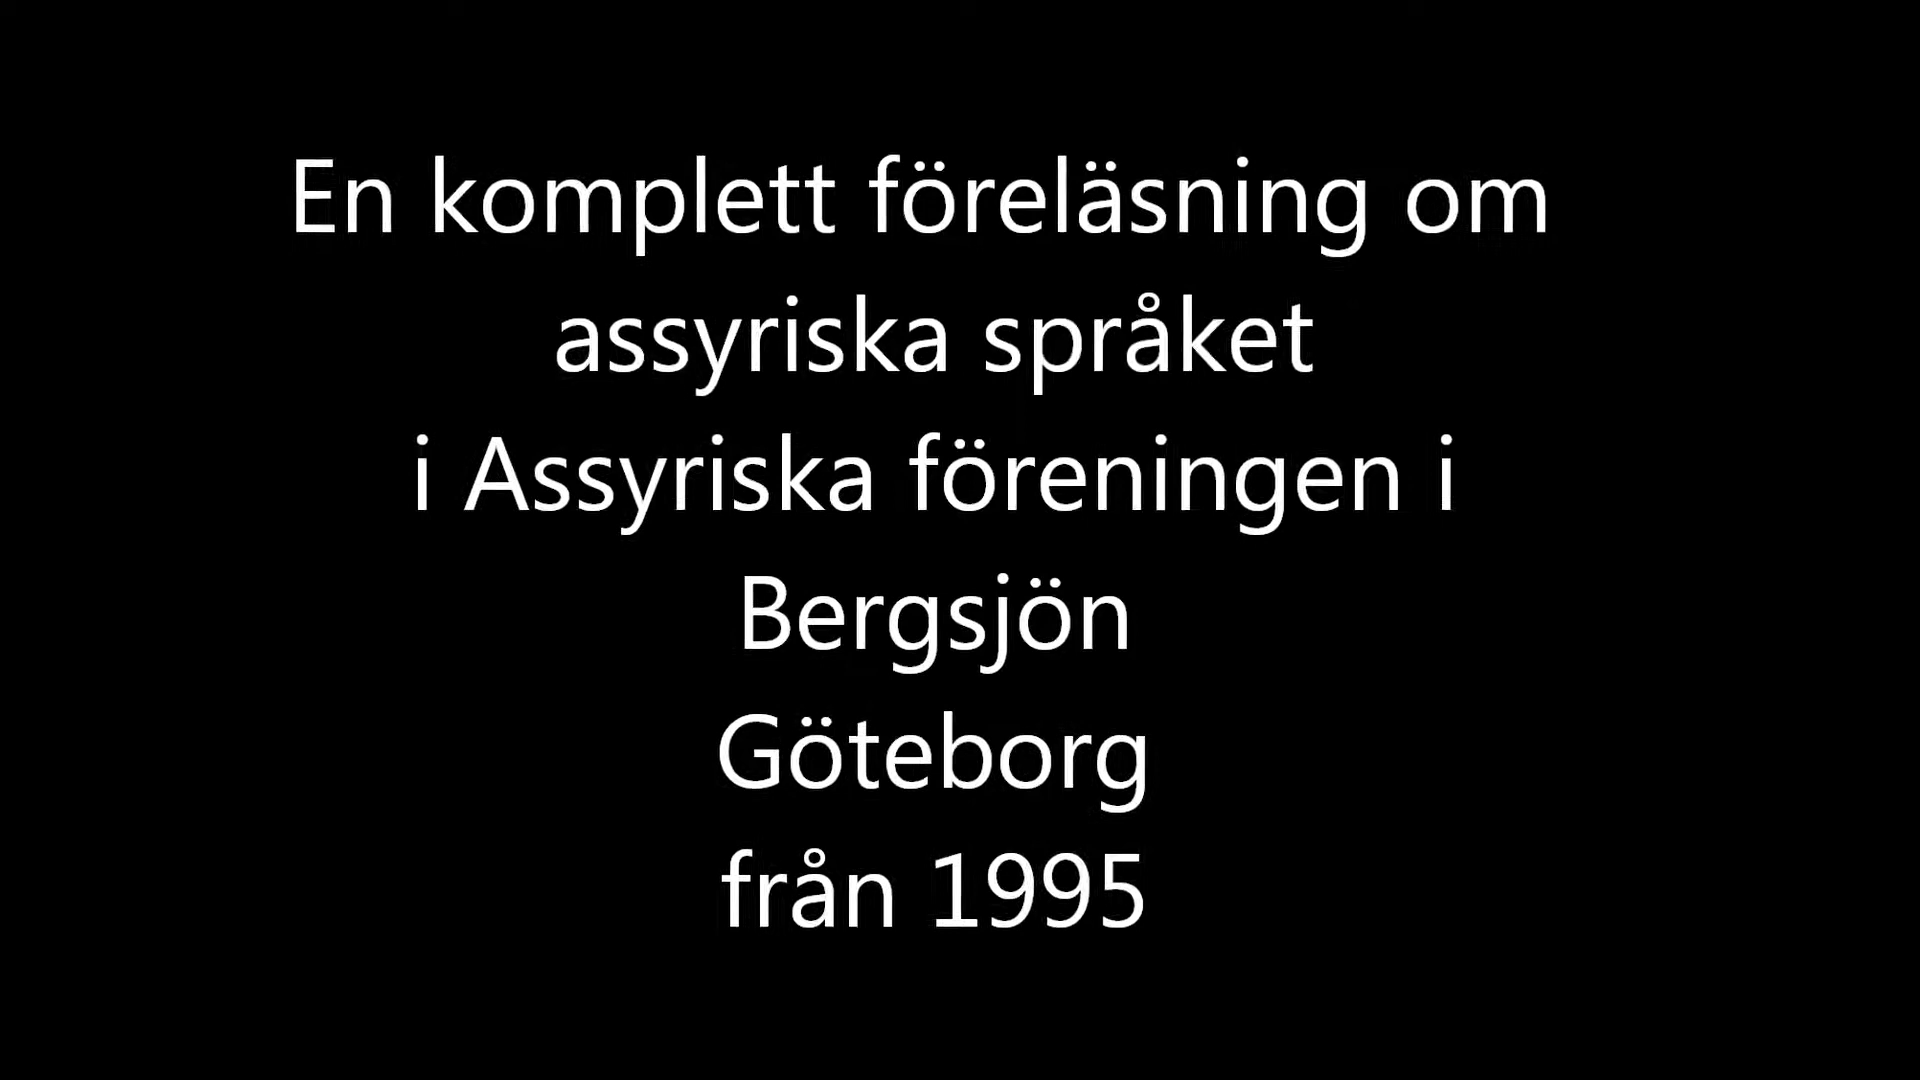 En komplett föreläsning om
assyriska språket
i Assyriska föreningen i
Bergsjön
Göteborg
från 1995